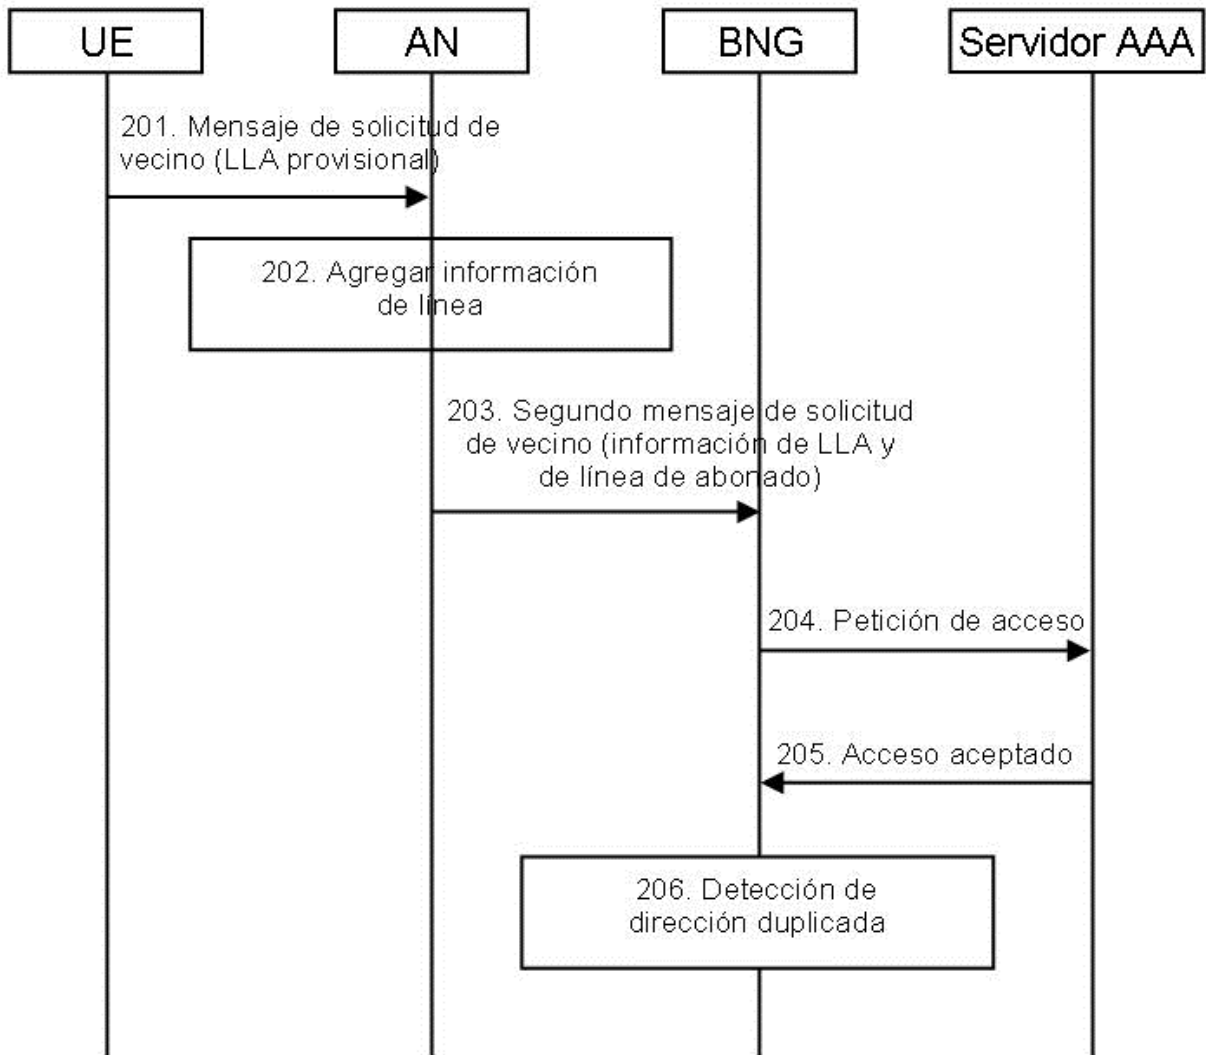 UE
AN
BNG
Servidor AAA
201. Mensaje de solicitud de
vecino (LLA provisional)
202. Agregar información
de línea
203. Segundo mensaje de solicitud
de vecino (información de LLA y
de línea de abonado)
204. Petición de acceso
205. Acceso aceptado
206. Detección de
dirección duplicada